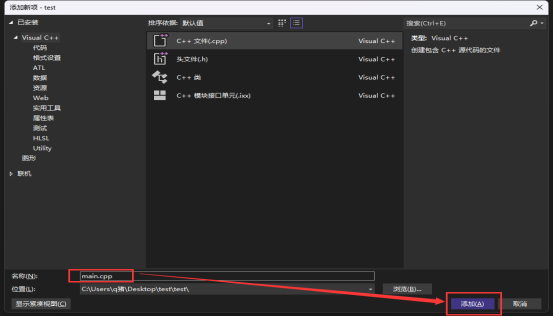 添加新项 - test
已安装
Visual C++
代码
格式设置
ATL
数据
资源
Web
实用工具
属性表
测试
HLSL
Utility
图形
联机
排序依据: 默认值
C++ 文件(.cpp) Visual C++
头文件(.h) Visual C++
C++ 类 Visual C++
C++ 模块接口单元(.ixx) Visual C++
搜索(Ctrl+E)
类型: Visual C++
创建包含 C++ 源代码的文件
名称(N): main.cpp
位置(L): C:\Users\q猪\Desktop\test\test\
浏览(B)...
显示紧凑视图(C)
添加(A)
取消